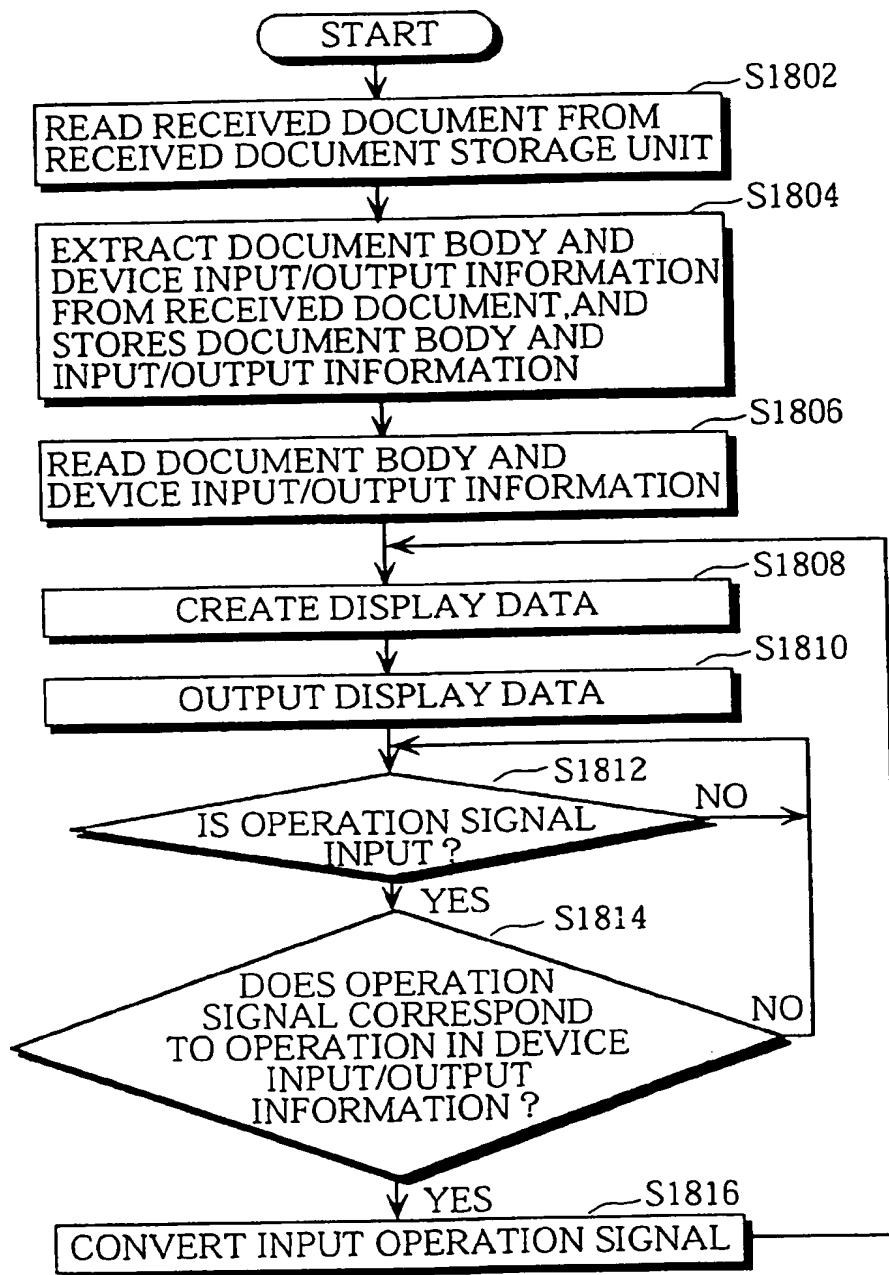 START
S1802
READ RECEIVED DOCUMENT FROM
RECEIVED DOCUMENT STORAGE UNIT
S1804
EXTRACT DOCUMENT BODY AND
DEVICE INPUT/OUTPUT INFORMATION
FROM RECEIVED DOCUMENT,AND
STORES DOCUMENT BODY AND
INPUT/OUTPUT INFORMATION
S1806
READ DOCUMENT BODY AND
DEVICE INPUT/OUTPUT INFORMATION
S1808
CREATE DISPLAY DATA
S1810
OUTPUT DISPLAY DATA
S1812
NO
IS OPERATION SIGNAL
INPUT?
YES
S1814
DOES OPERATION
SIGNAL CORRESPOND
NO
TO OPERATION IN DEVICE
INPUT/OUTPUT
INFORMATION?
YES
S1816
CONVERT INPUT OPERATION SIGNAL